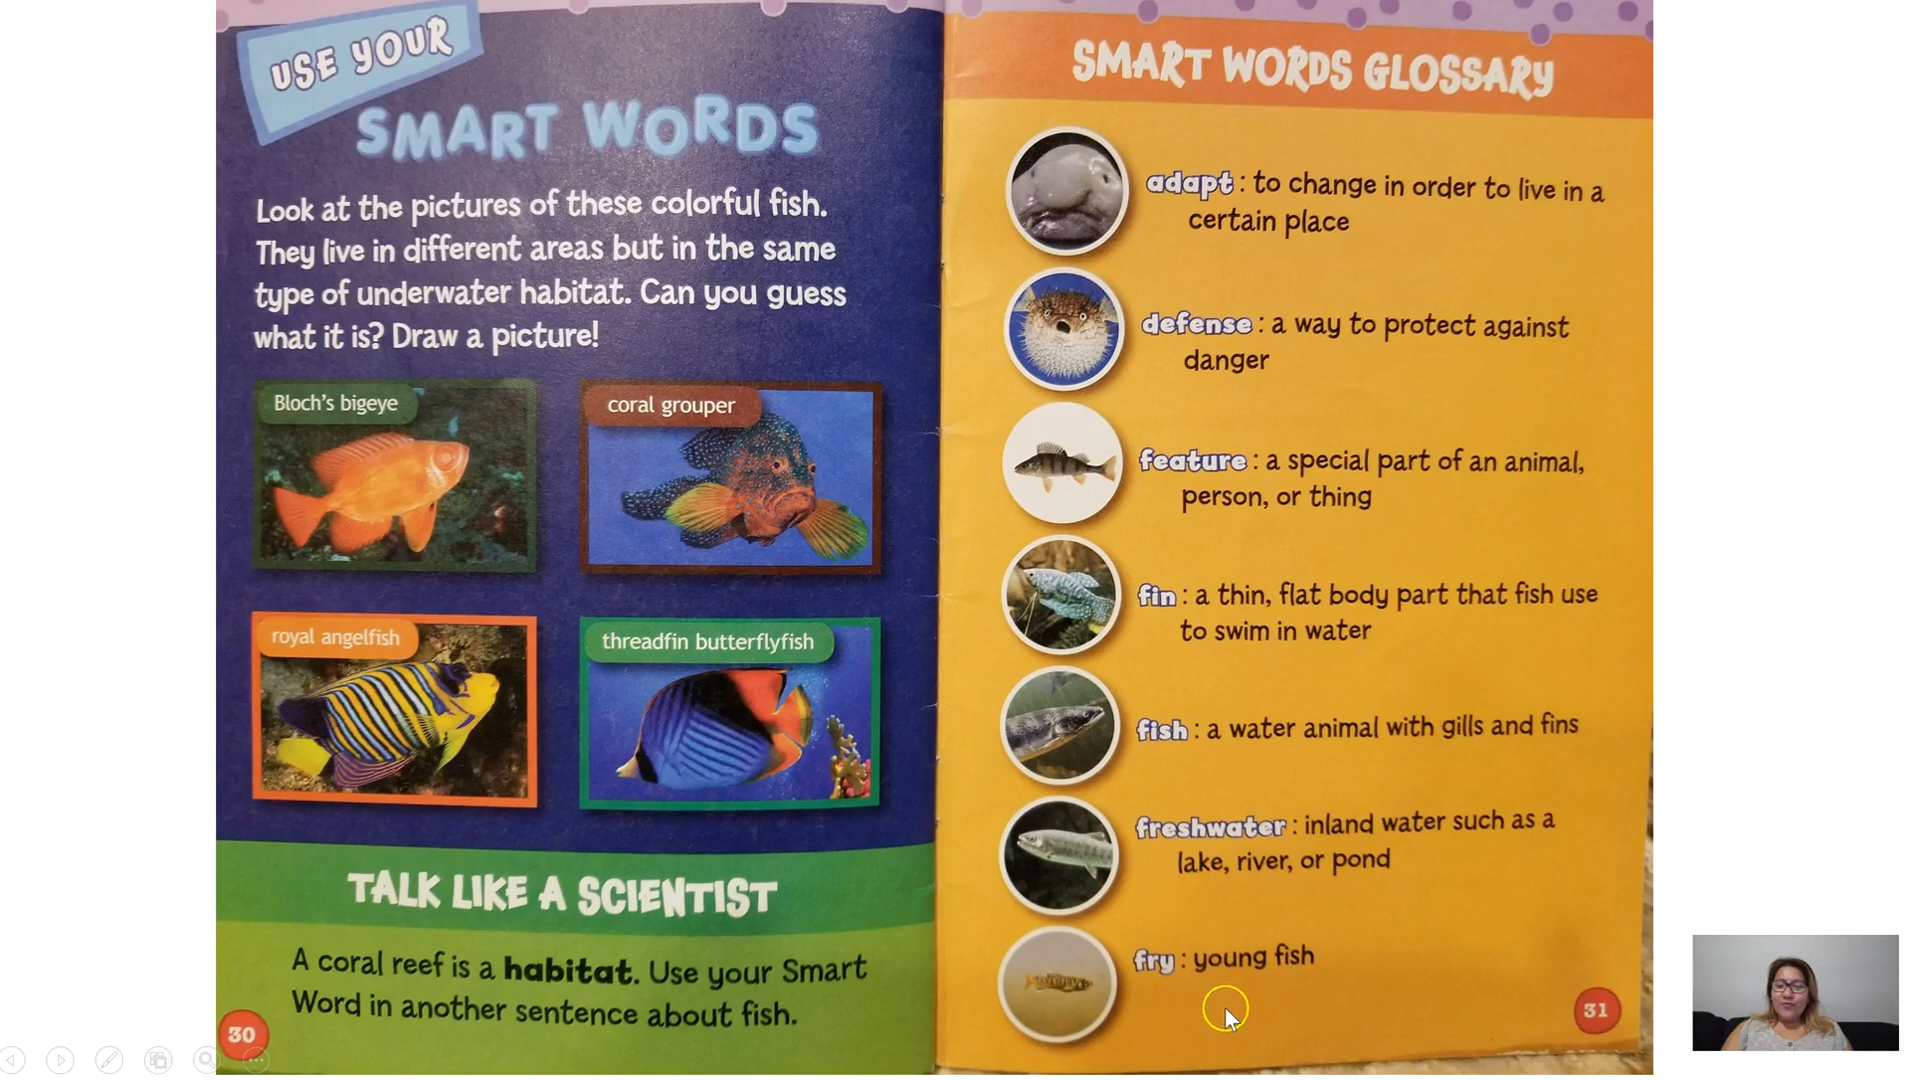 USE YOUR
SMART WORDS
Look at the pictures of these colorful fish.
They live in different areas but in the same
type of underwater habitat. Can you guess
what it is? Draw a picture!
Bloch's bigeye
coral grouper
royal angelfish
threadfin butterflyfish
TALK LIKE A SCIENTIST
A coral reef is a habitat. Use your Smart
Word in another sentence about fish.
30
SMART WORDS GLOSSARY
adapt : to change in order to live in a
certain place
defense : a way to protect against
danger
feature : a special part of an animal,
person, or thing
fin : a thin, flat body part that fish use
to swim in water
fish : a water animal with gills and fins
freshwater : inland water such as a
lake, river, or pond
fry : young fish
31